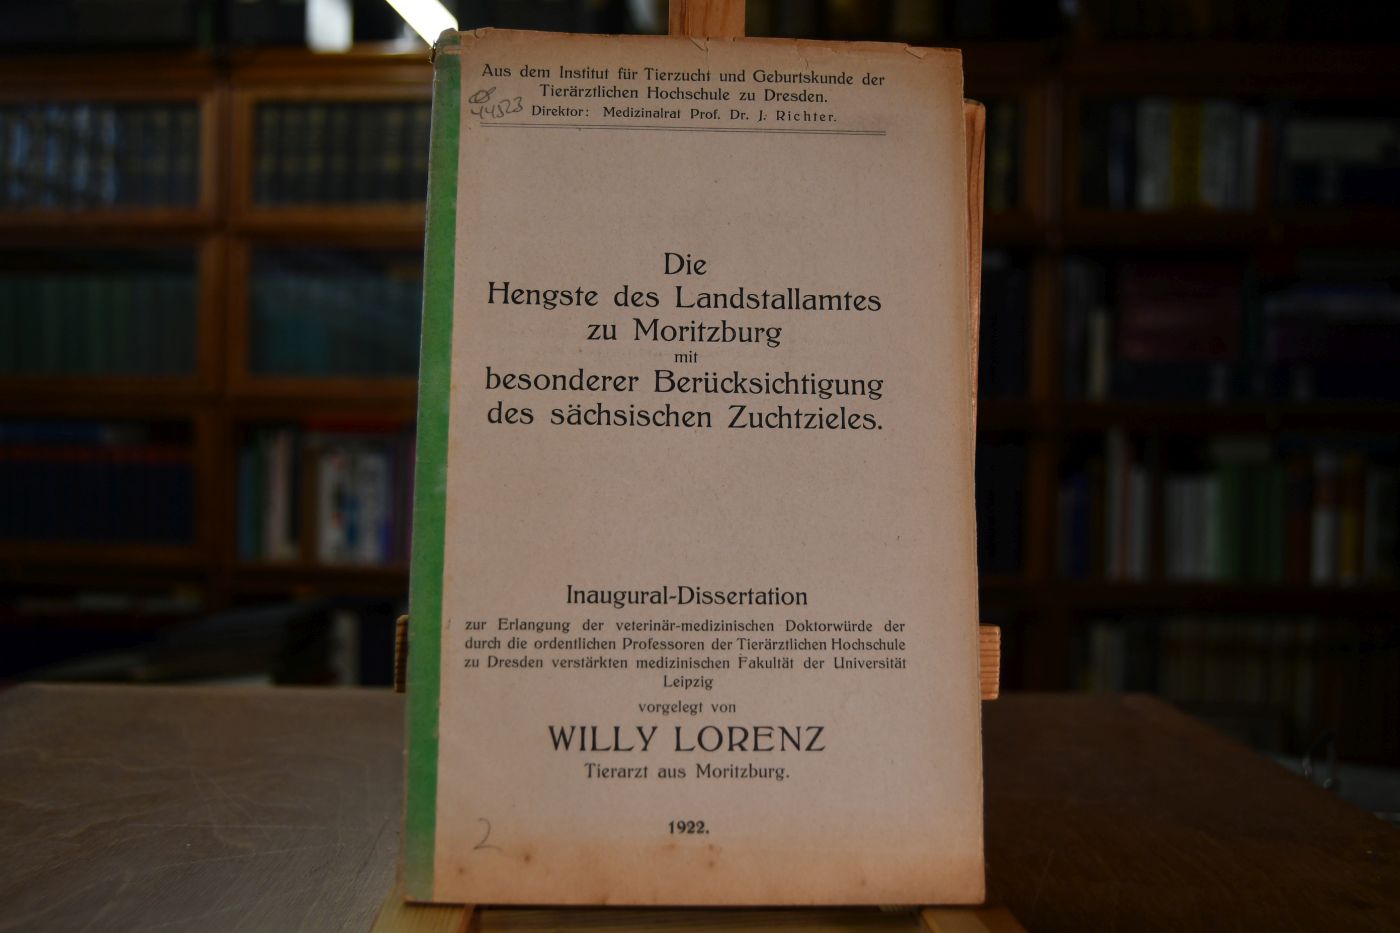 Aus dem Institut für Tierzucht und Geburtskunde der
Tierärztlichen Hochschule zu Dresden.
Direktor: Medizinalrat Prof. Dr. J. Richter.
Die
Hengste des Landstallamtes
zu Moritzburg
mit
besonderer Berücksichtigung
des sächsischen Zuchtzieles.
Inaugural-Dissertation
zur Erlangung der veterinär-medizinischen Doktorwürde der
durch die ordentlichen Professoren der Tierärztlichen Hochschule
zu Dresden verstärkten medizinischen Fakultät der Universität
Leipzig
vorgelegt von
WILLY LORENZ
Tierarzt aus Moritzburg.
2
1922.